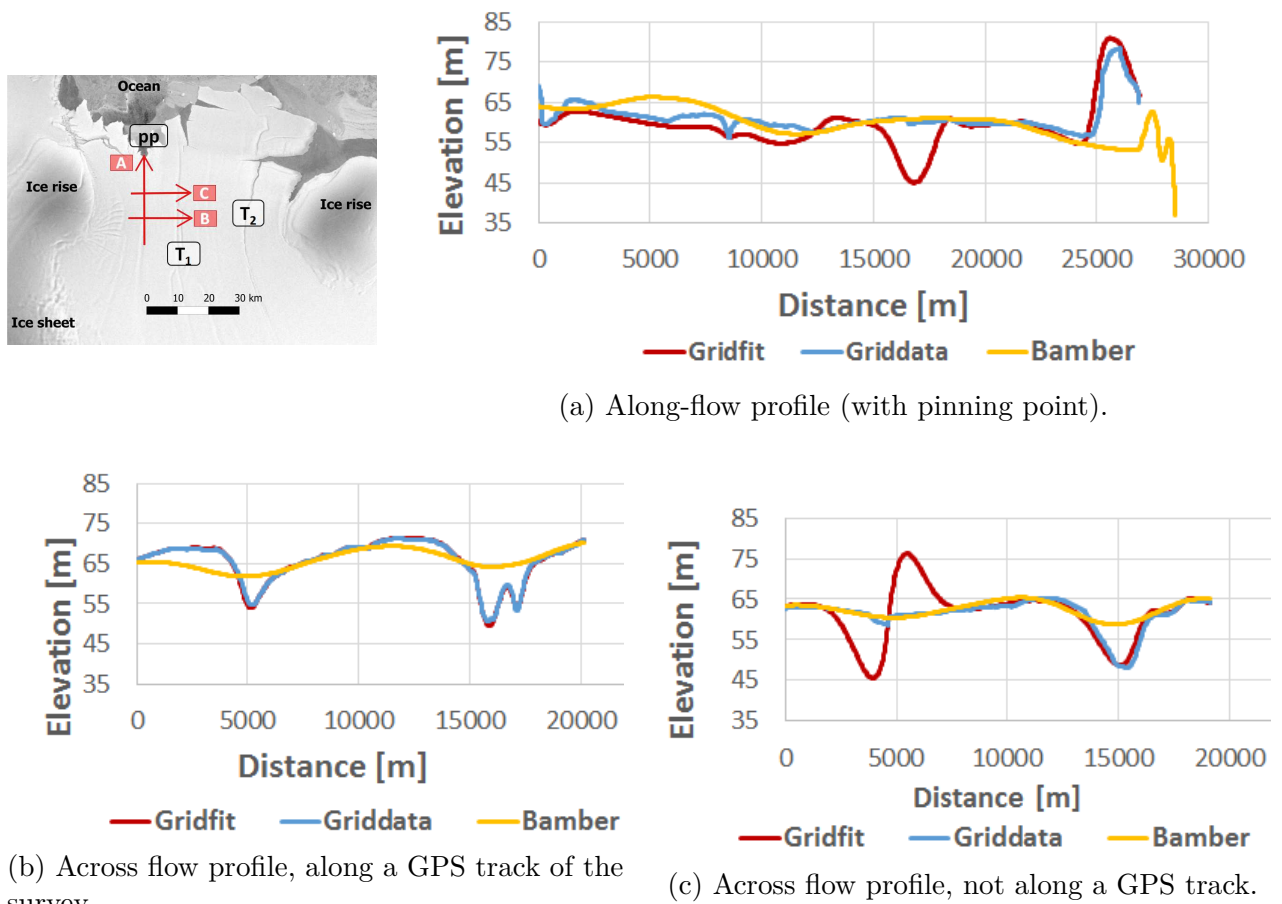 Ocean
pp
A
Ice rise
C
Ice rise
T2
B
T1
0 10 20 30 km
Ice sheet
85
75
65
55
45
35
Elevation [m]
0 5000 10000 15000 20000 25000 30000
Distance [m]
Gridfit Griddata Bamber
(a) Along-flow profile (with pinning point).
85
75
65
55
45
35
Elevation [m]
0 5000 10000 15000 20000
Distance [m]
Gridfit Griddata Bamber
(b) Across flow profile, along a GPS track of the
survey
85
75
65
55
45
35
Elevation [m]
0 5000 10000 15000 20000
Distance [m]
Gridfit Griddata Bamber
(c) Across flow profile, not along a GPS track.